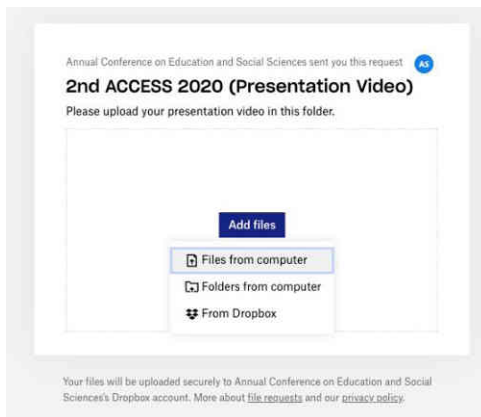 Annual Conference on Education and Social Sciences sent you this request
AS
2nd ACCESS 2020 (Presentation Video)
Please upload your presentation video in this folder.
Add files
Files from computer
Folders from computer
From Dropbox
Your files will be uploaded securely to Annual Conference on Education and Social
Sciences's Dropbox account. More about file requests and our privacy policy.